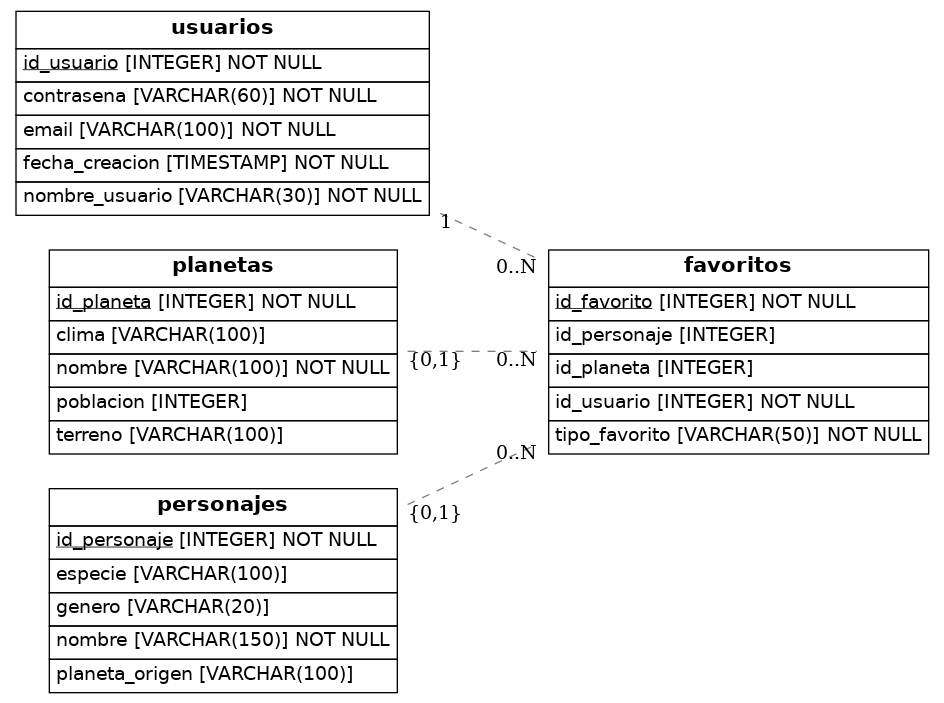 usuarios
id_usuario [INTEGER] NOT NULL
contrasena [VARCHAR(60)] NOT NULL
email [VARCHAR(100)] NOT NULL
fecha_creacion [TIMESTAMP] NOT NULL
nombre_usuario [VARCHAR(30)] NOT NULL
1
0..N
planetas
id_planeta [INTEGER] NOT NULL
clima [VARCHAR(100)]
nombre [VARCHAR(100)] NOT NULL
poblacion [INTEGER]
terreno [VARCHAR(100)]
{0,1}
0..N
favoritos
id_favorito [INTEGER] NOT NULL
id_personaje [INTEGER]
id_planeta [INTEGER]
id_usuario [INTEGER] NOT NULL
tipo_favorito [VARCHAR(50)] NOT NULL
0..N
{0,1}
personajes
id_personaje [INTEGER] NOT NULL
especie [VARCHAR(100)]
genero [VARCHAR(20)]
nombre [VARCHAR(150)] NOT NULL
planeta_origen [VARCHAR(100)]